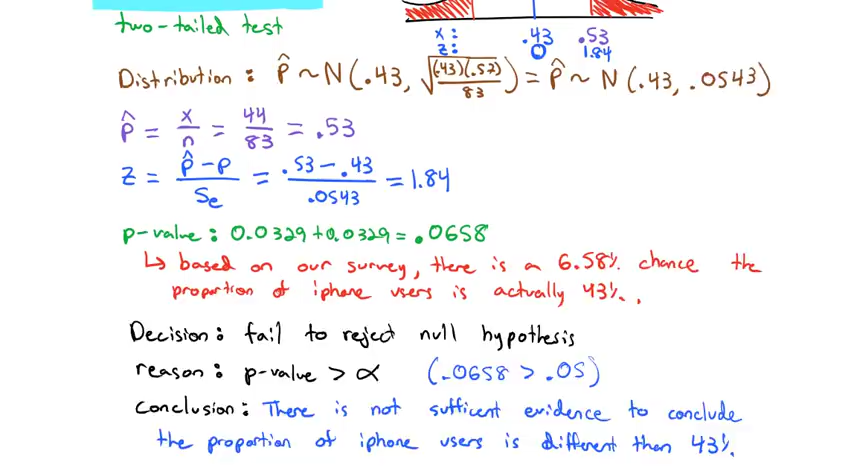 x: .43 .53
z: 0 1.84
two-tailed test
Distribution: p̂ ~ N(.43, √((.43)(.57)/83)) = p̂ ~ N(.43, .0543)
p̂ = x/n = 44/83 = .53
z = (p̂ - p)/Se = (.53 - .43)/.0543 = 1.84
p-value: 0.0329 + 0.0329 = .0658
↳ based on our survey, there is a 6.58% chance the
proportion of iphone users is actually 43%.
Decision: fail to reject null hypothesis
reason: p-value > α (.0658 > .05)
Conclusion: There is not sufficent evidence to conclude
the proportion of iphone users is different than 43%.